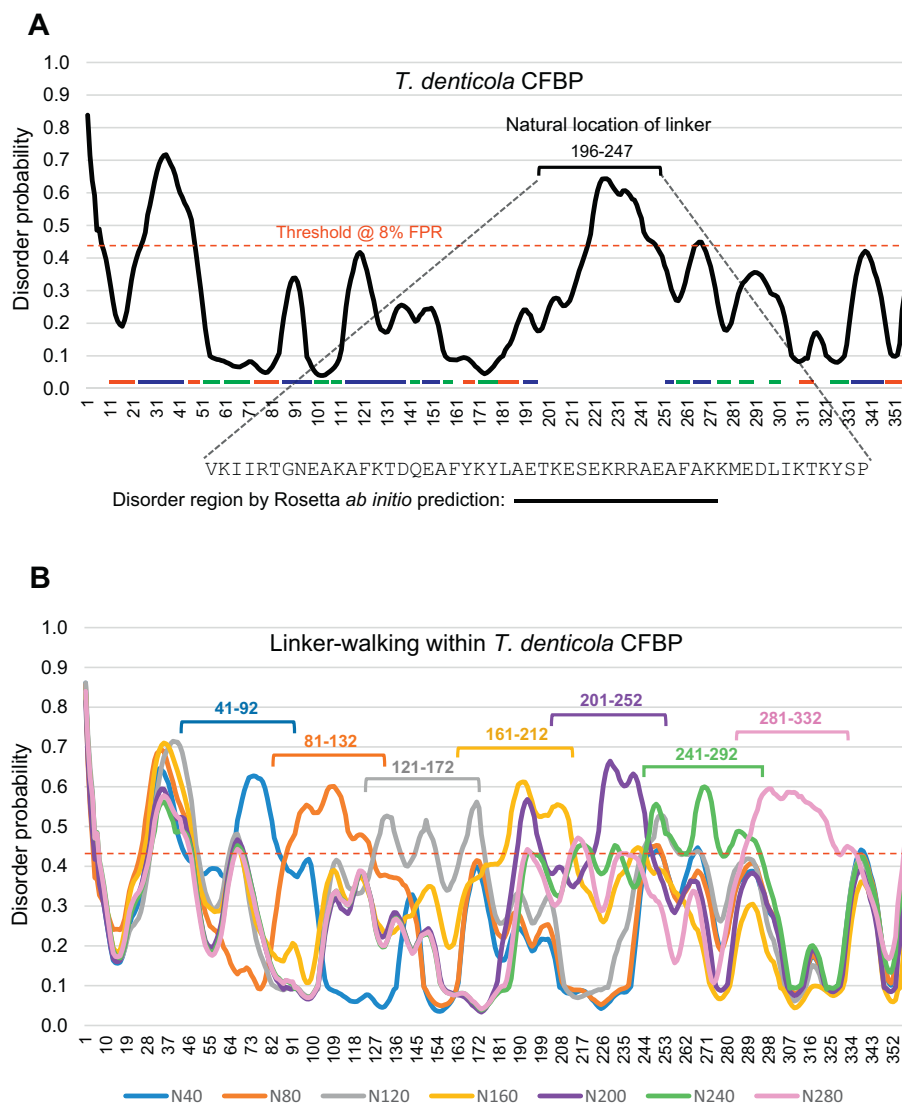 A
T. denticola CFBP
Natural location of linker
196-247
Threshold @ 8% FPR
Disorder probability
1.0
0.9
0.8
0.7
0.6
0.5
0.4
0.3
0.2
0.1
0.0
1 11 21 31 41 51 61 71 81 91 101 111 121 131 141 151 161 171 181 191 201 211 221 231 241 251 261 271 281 291 301 311 321 331 341 351
VKIIRTGNEAKAFKTDQEAFYKYLAETKESEKRRAEAFAKKMEDLIKTKYSP
Disorder region by Rosetta ab initio prediction:
B
Linker-walking within T. denticola CFBP
41-92
81-132
121-172
161-212
201-252
241-292
281-332
Disorder probability
1.0
0.9
0.8
0.7
0.6
0.5
0.4
0.3
0.2
0.1
0.0
1 10 19 28 37 46 55 64 73 82 91 100 109 118 127 136 145 154 163 172 181 190 199 208 217 226 235 244 253 262 271 280 289 298 307 316 325 334 343 352
N40 N80 N120 N160 N200 N240 N280